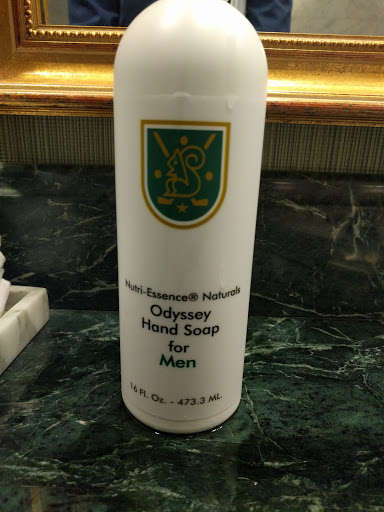 Nutri-Essence® Naturals
Odyssey
Hand Soap
for
Men
16 Fl. Oz. - 473.3 ML.